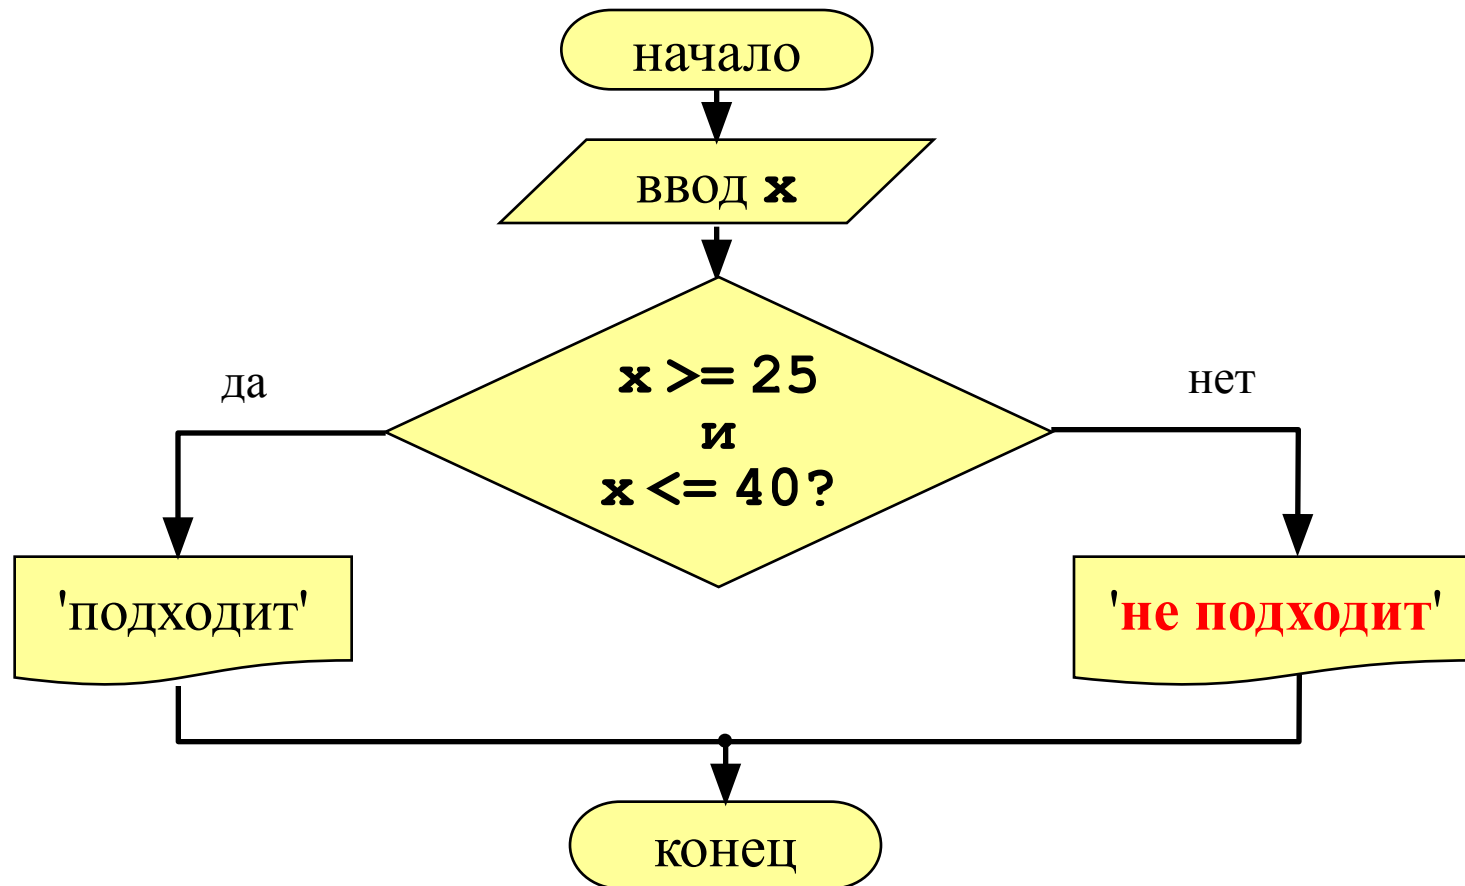 начало
ввод x
x >= 25
и
x <= 40?
да
нет
'подходит'
'не подходит'
конец